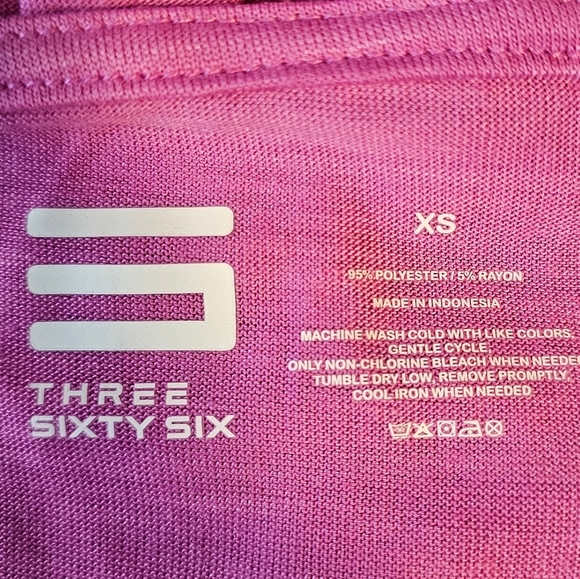 THREE
SIXTY SIX
XS
95% POLYESTER / 5% RAYON
MADE IN INDONESIA
MACHINE WASH COLD WITH LIKE COLORS.
GENTLE CYCLE.
ONLY NON-CHLORINE BLEACH WHEN NEEDE
TUMBLE DRY LOW, REMOVE PROMPTLY
COOL IRON WHEN NEEDED